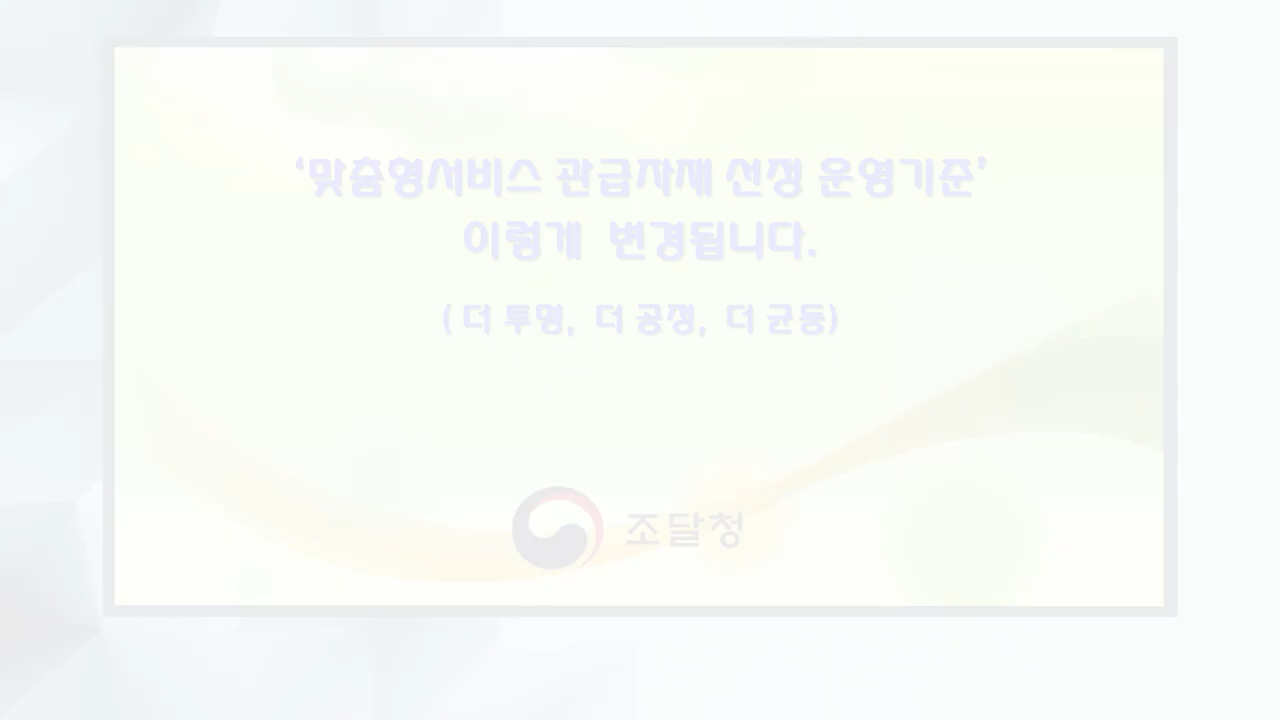 ‘맞춤형서비스 관급자재 선정 운영기준’
이렇게 변경됩니다.
( 더 투명, 더 공정, 더 균등)
조달청